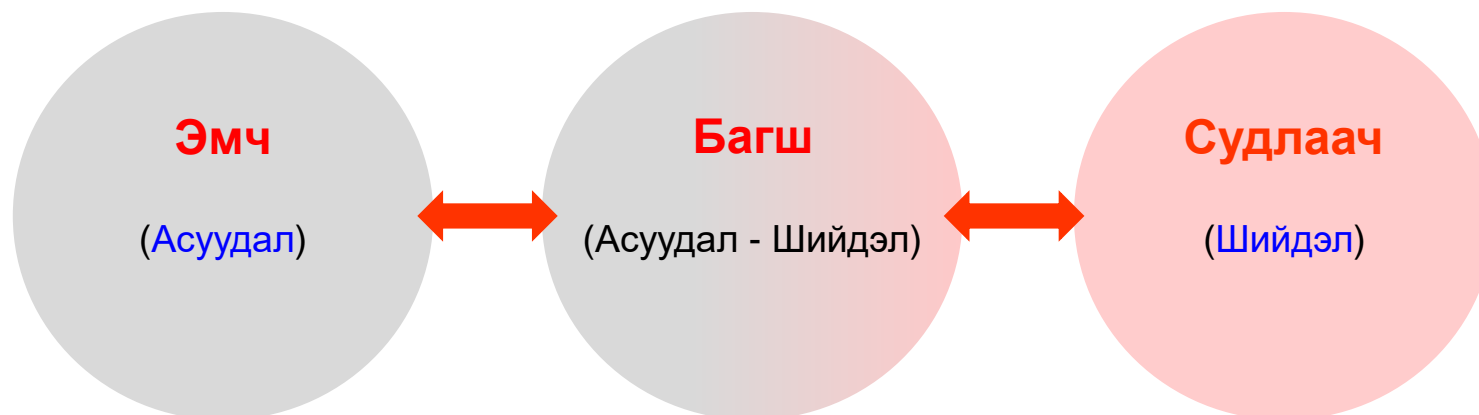 Эмч
(Асуудал)
Багш
(Асуудал - Шийдэл)
Судлаач
(Шийдэл)